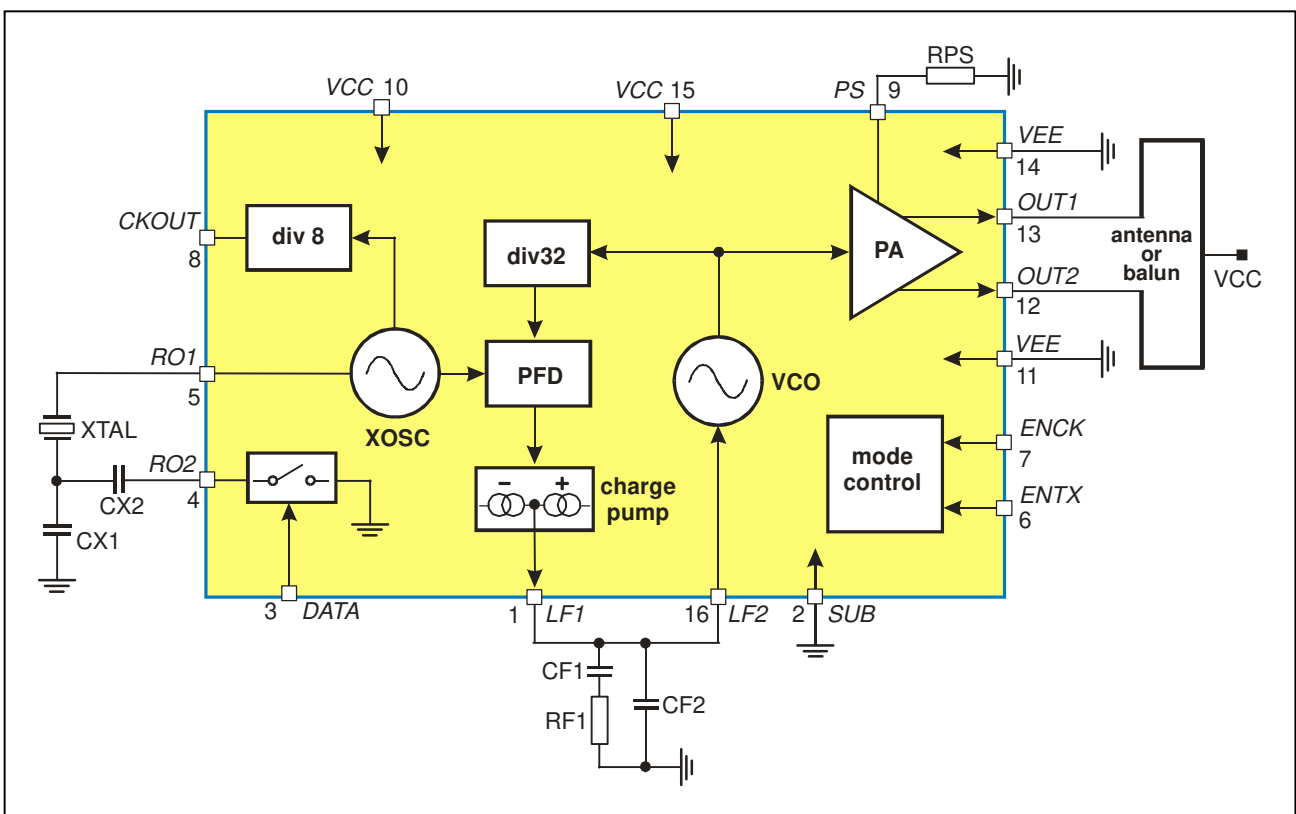 RPS
VCC 10
VCC 15
PS
9
VEE
14
CKOUT
8
div 8
div32
PA
OUT1
13
antenna
or
balun
VCC
OUT2
12
RO1
5
XOSC
PFD
VCO
VEE
11
XTAL
RO2
4
CX2
CX1
− +
charge
pump
mode
control
ENCK
7
ENTX
6
3 DATA
1 LF1
16 LF2
2 SUB
CF1
RF1
CF2